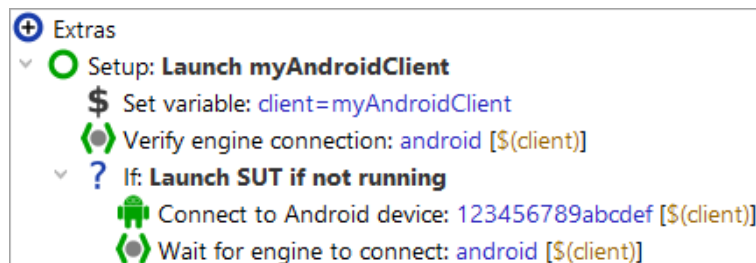 Extras
Setup: Launch myAndroidClient
$ Set variable: client=myAndroidClient
Verify engine connection: android [$(client)]
? If: Launch SUT if not running
Connect to Android device: 123456789abcdef [$(client)]
Wait for engine to connect: android [$(client)]